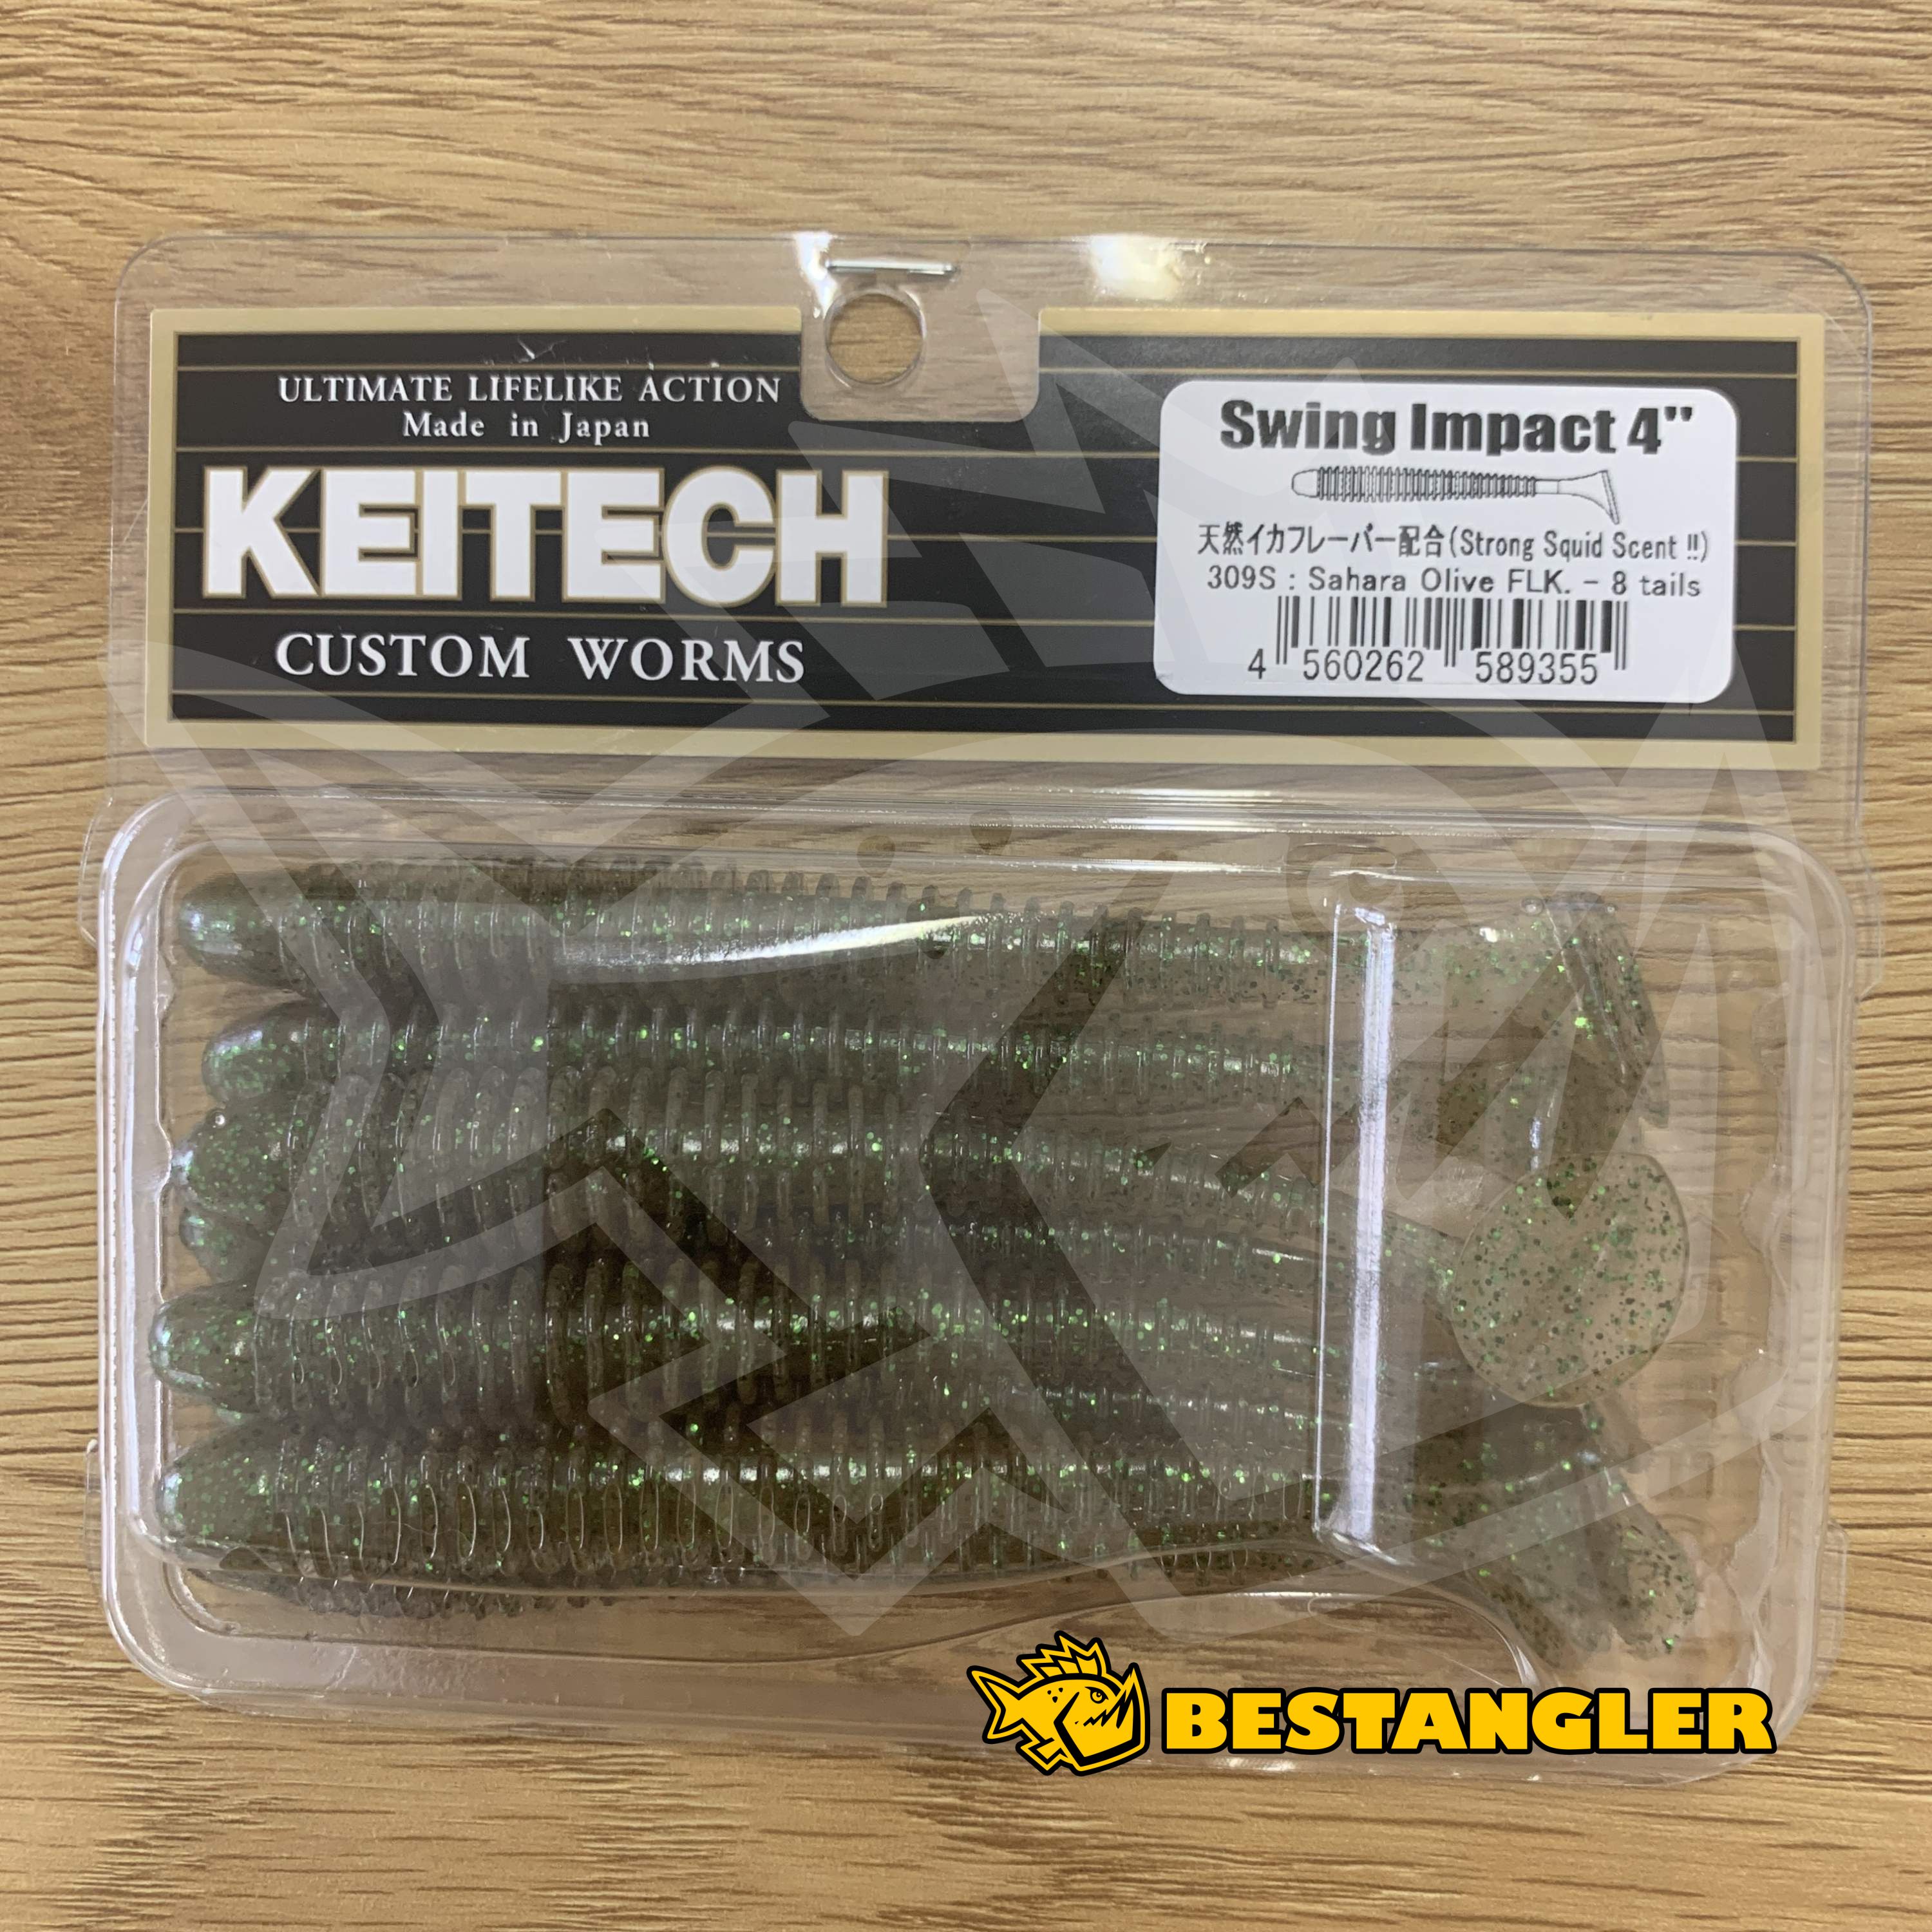 ULTIMATE LIFELIKE ACTION
Made in Japan
KEITECH
CUSTOM WORMS
Swing Impact 4"
天然イカフレーバー配合(Strong Squid Scent !!)
309S : Sahara Olive FLK. - 8 tails
4 560262 589355
BESTANGLER